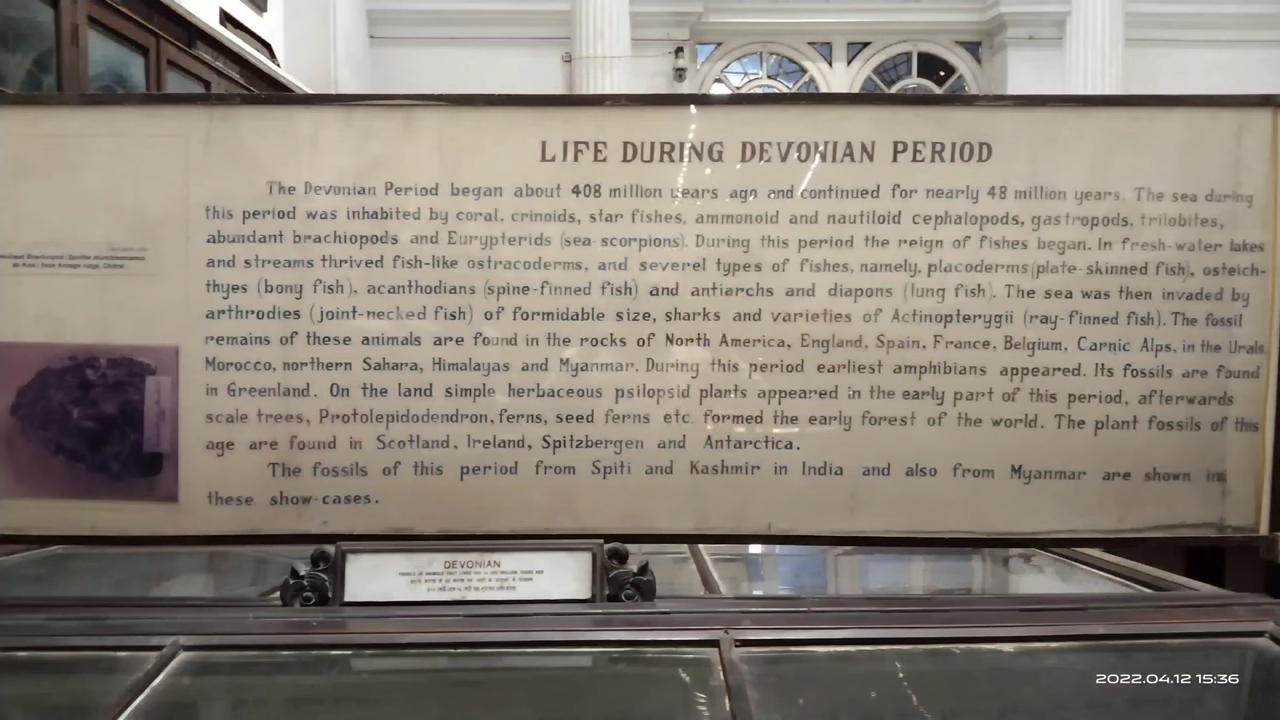 LIFE DURING DEVONIAN PERIOD
The Devonian Period began about 408 million years ago and continued for nearly 48 million years. The sea during
this period was inhabited by coral, crinoids, star fishes, ammonoid and nautiloid cephalopods, gastropods, trilobites,
abundant brachiopods and Eurypterids (sea-scorpions). During this period the reign of fishes began. In fresh-water lakes
and streams thrived fish-like ostracoderms, and severel types of fishes, namely, placoderms (plate-skinned fish), osteich-
thyes (bony fish), acanthodians (spine-finned fish) and antiarchs and diapons (lung fish). The sea was then invaded by
arthrodies (joint-necked fish) of formidable size, sharks and varieties of Actinopterygii (ray-finned fish). The fossil
remains of these animals are found in the rocks of North America, England, Spain, France, Belgium, Carnic Alps, in the Urals
Morocco, northern Sahara, Himalayas and Myanmar. During this period earliest amphibians appeared. Its fossils are found
in Greenland. On the land simple herbaceous psilopsid plants appeared in the early part of this period, afterwards
scale trees, Protolepidodendron, ferns, seed ferns etc. formed the early forest of the world. The plant fossils of this
age are found in Scotland, Ireland, Spitzbergen and Antarctica.
The fossils of this period from Spiti and Kashmir in India and also from Myanmar are shown in
these show-cases.
DEVONIAN
2022.04.12 15:36